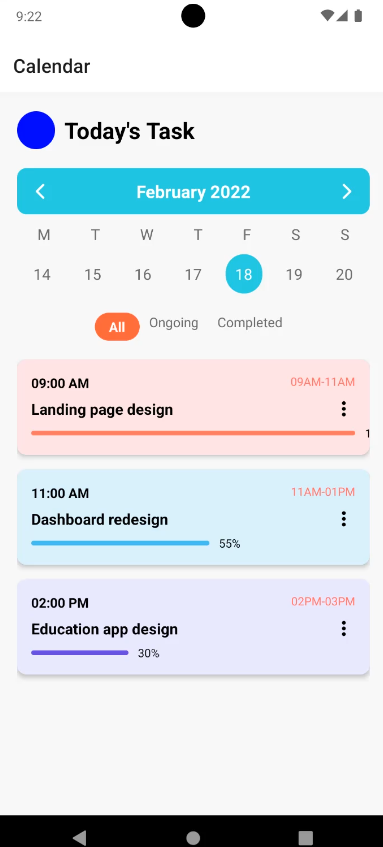 9:22
Calendar
Today's Task
February 2022
M T W T F S S
14 15 16 17 18 19 20
All Ongoing Completed
09:00 AM 09AM-11AM
Landing page design
11:00 AM 11AM-01PM
Dashboard redesign
55%
02:00 PM 02PM-03PM
Education app design
30%